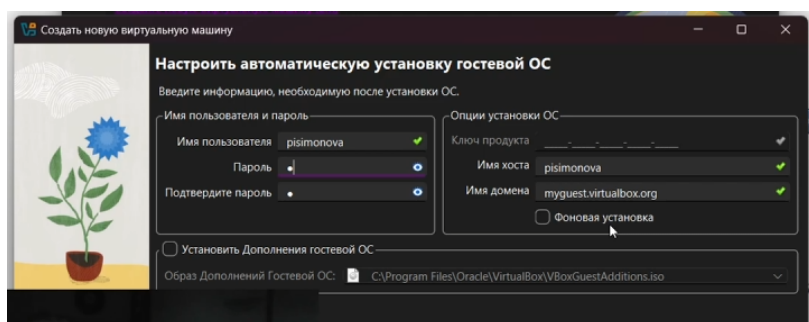 Создать новую виртуальную машину
Настроить автоматическую установку гостевой ОС
Введите информацию, необходимую после установки ОС.
Имя пользователя и пароль
Имя пользователя pisimonova
Пароль
Подтвердите пароль
Опции установки ОС
Ключ продукта
Имя хоста pisimonova
Имя домена myguest.virtualbox.org
Фоновая установка
Установить Дополнения гостевой ОС
Образ Дополнений Гостевой ОС: C:\Program Files\Oracle\VirtualBox\VBoxGuestAdditions.iso